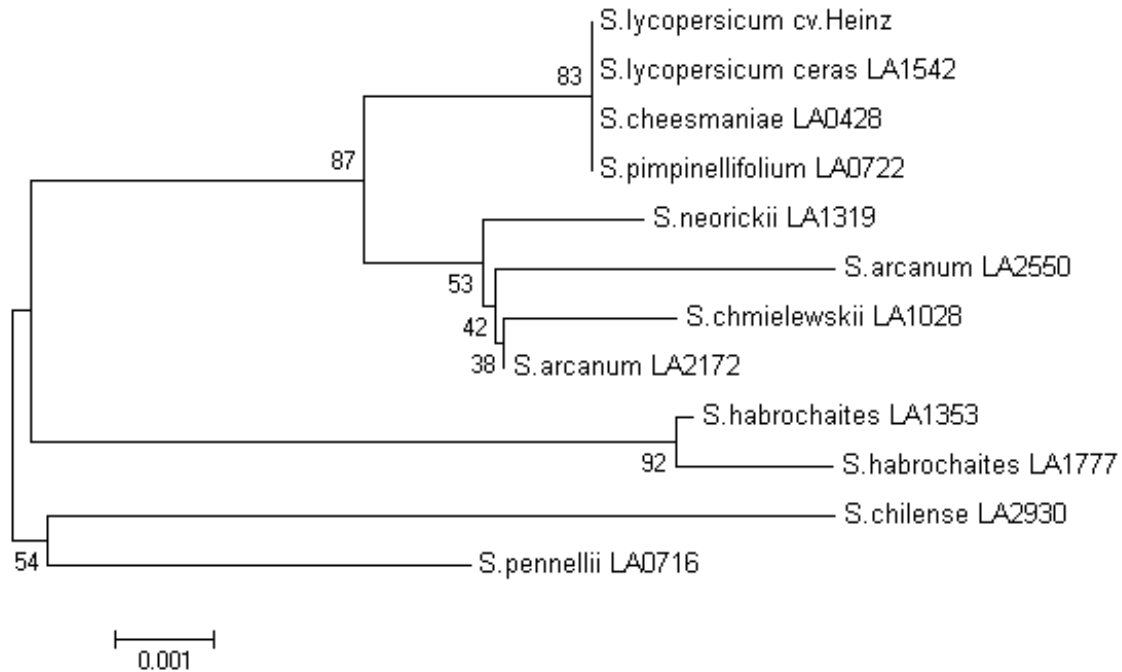 S.lycopersicum cv.Heinz
83
S.lycopersicum ceras LA1542
S.cheesmaniae LA0428
87
S.pimpinellifolium LA0722
S.neorickii LA1319
53
S.arcanum LA2550
42
S.chmielewskii LA1028
38
S.arcanum LA2172
S.habrochaites LA1353
92
S.habrochaites LA1777
S.chilense LA2930
54
S.pennellii LA0716
0.001